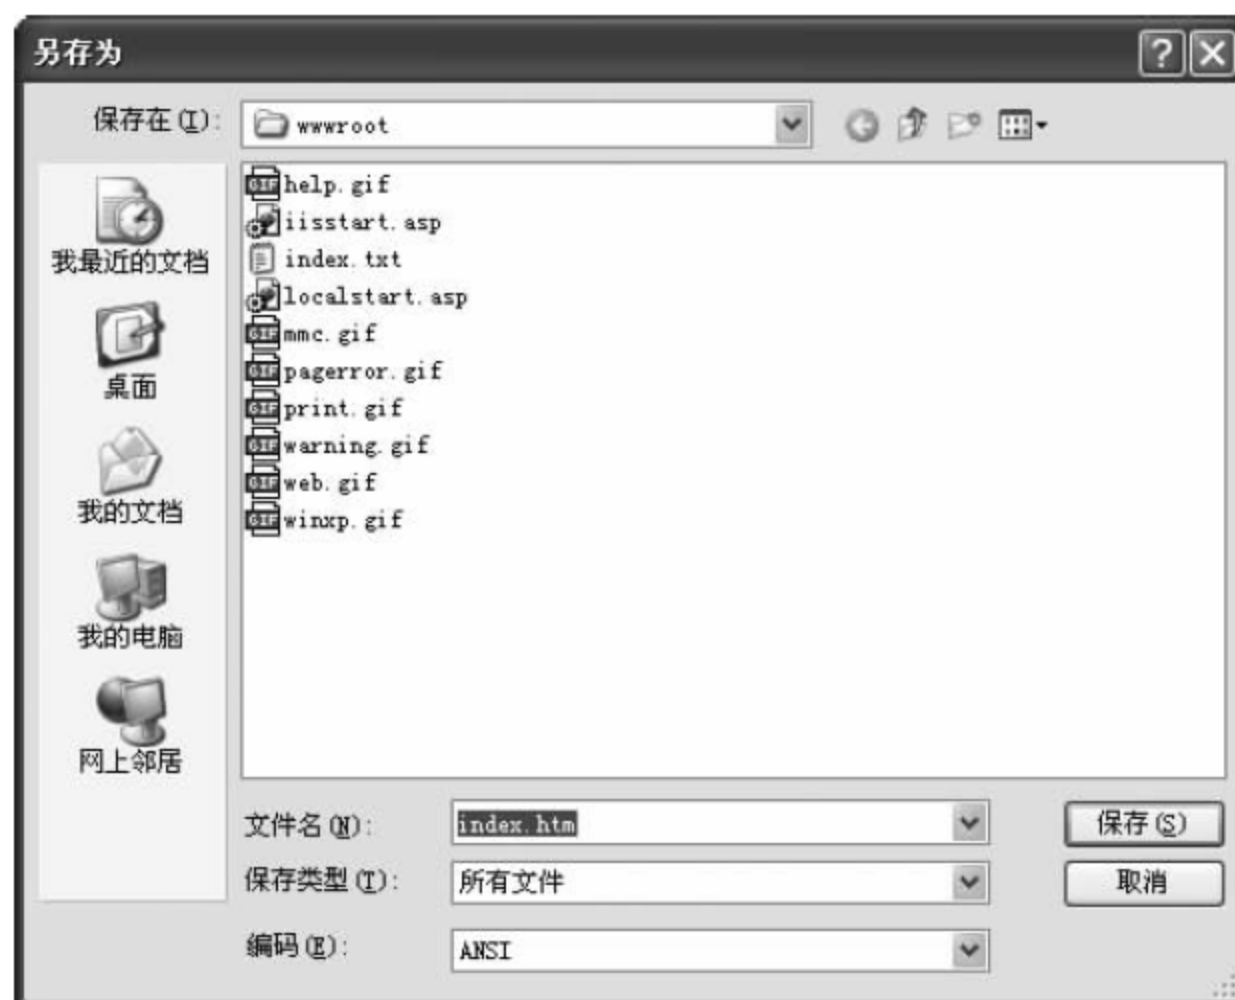 另存为
保存在(I):
wwwroot
help.gif
iisstart.asp
index.txt
localstart.asp
mmc.gif
pagerror.gif
print.gif
warning.gif
web.gif
winxp.gif
我最近的文档
桌面
我的文档
我的电脑
网上邻居
文件名(N):
index.htm
保存(S)
保存类型(T):
所有文件
取消
编码(E):
ANSI